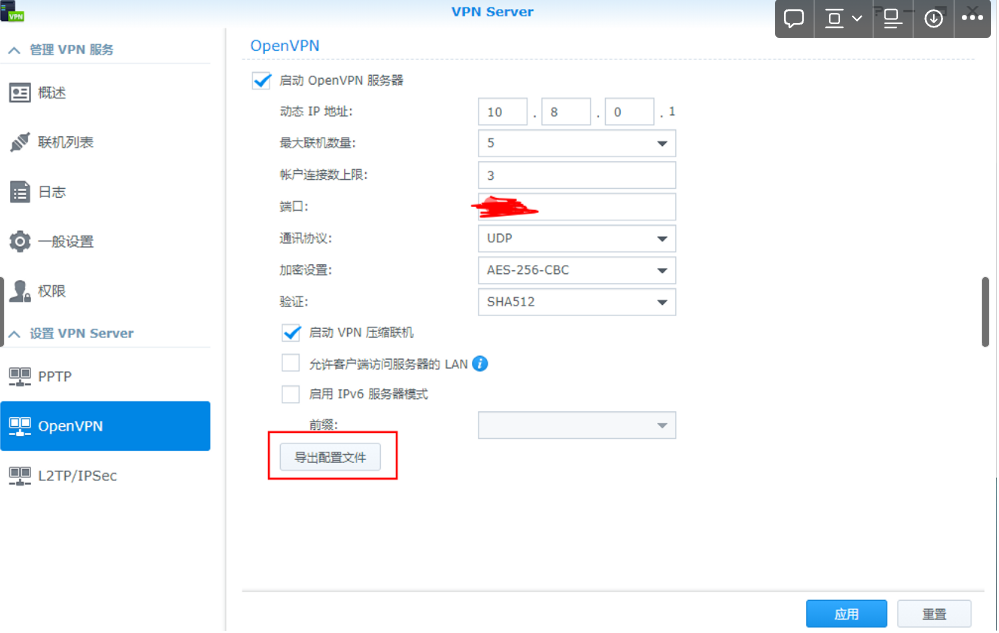 VPN Server
VPN
管理 VPN 服务
概述
联机列表
日志
一般设置
权限
设置 VPN Server
PPTP
OpenVPN
L2TP/IPSec
OpenVPN
启动 OpenVPN 服务器
动态 IP 地址: 10 . 8 . 0 . 1
最大联机数量: 5
帐户连接数上限: 3
端口:
通讯协议: UDP
加密设置: AES-256-CBC
验证: SHA512
启动 VPN 压缩联机
允许客户端访问服务器的 LAN i
启用 IPv6 服务器模式
前缀:
导出配置文件
应用 重置